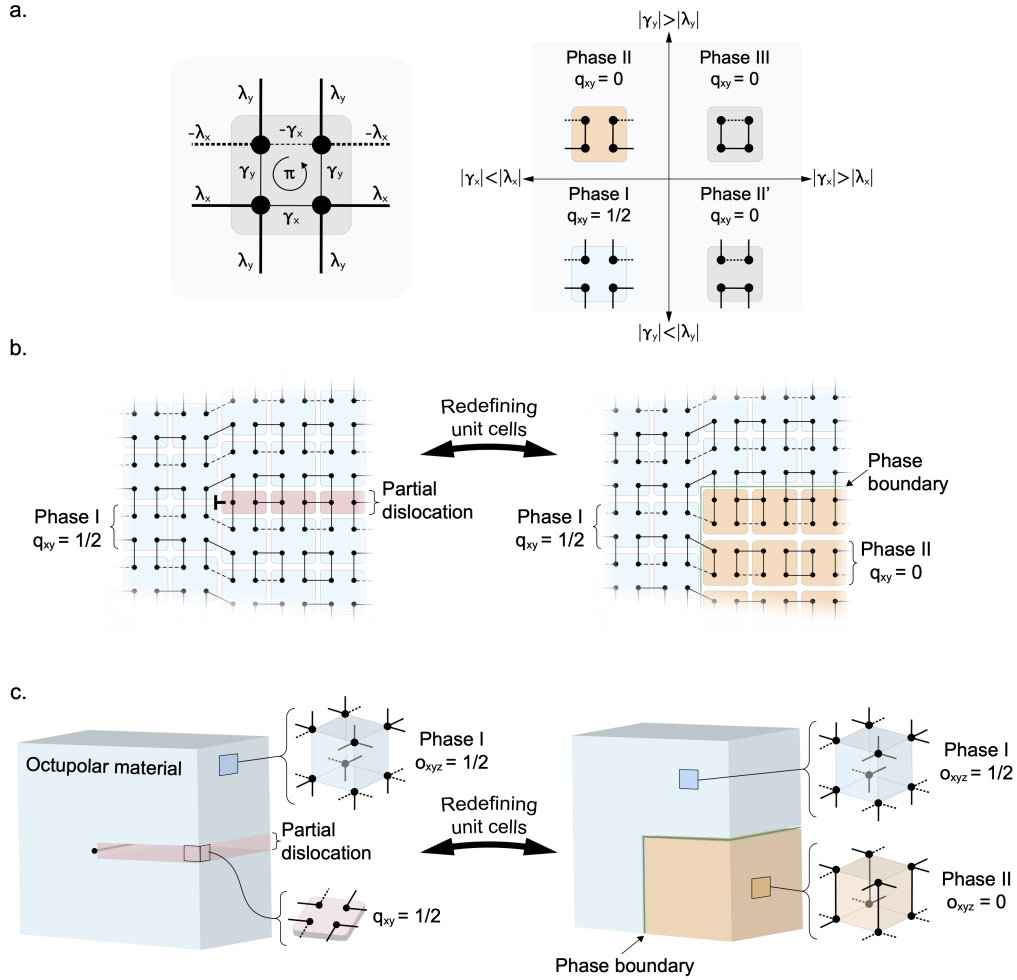 a.
|γy|>|λy|
Phase II
qxy = 0
Phase III
qxy = 0
λy λy
-λx -γx -λx
γy π γy
λx γx λx
λy λy
|γx|<|λx| |γx|>|λx|
Phase I
qxy = 1/2
Phase II'
qxy = 0
|γy|<|λy|
b.
Redefining
unit cells
Phase I
qxy = 1/2
Partial
dislocation
Phase I
qxy = 1/2
Phase
boundary
Phase II
qxy = 0
c.
Octupolar material
Phase I
oxyz = 1/2
Partial
dislocation
qxy = 1/2
Redefining
unit cells
Phase I
oxyz = 1/2
Phase II
oxyz = 0
Phase boundary